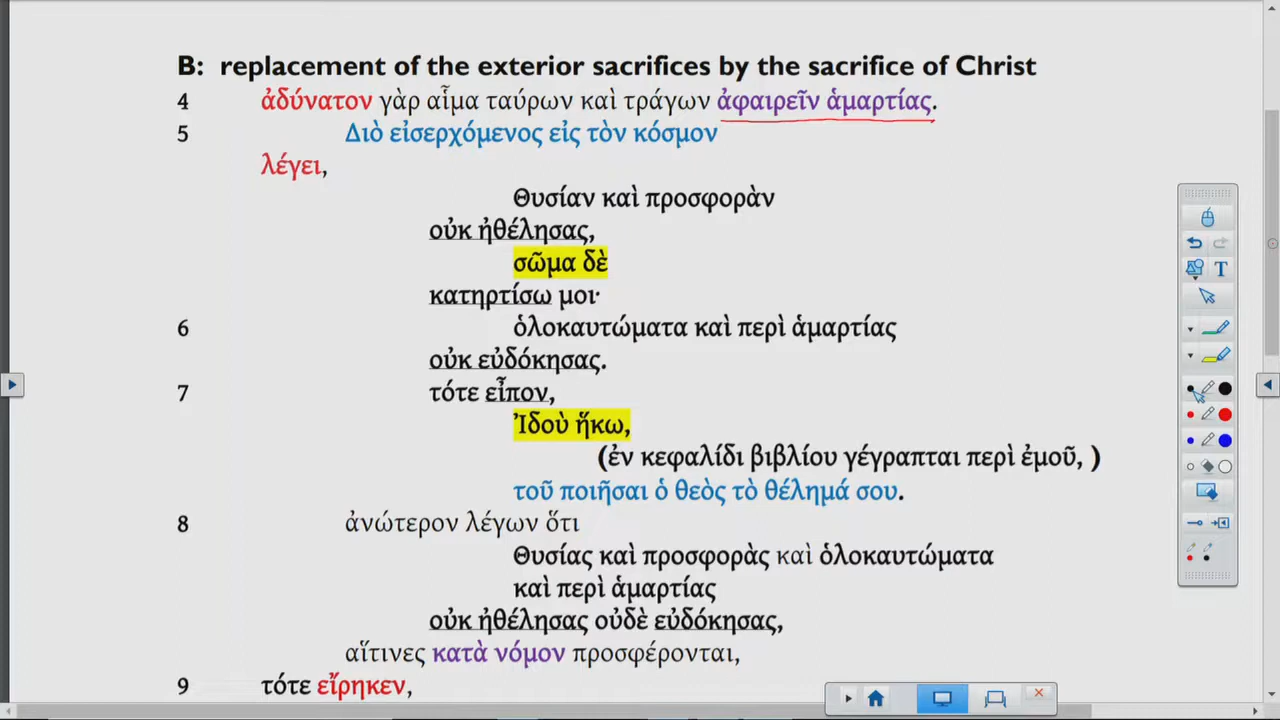 B: replacement of the exterior sacrifices by the sacrifice of Christ
4 ἀδύνατον γὰρ αἷμα ταύρων καὶ τράγων ἀφαιρεῖν ἁμαρτίας.
5 Διὸ εἰσερχόμενος εἰς τὸν κόσμον
λέγει,
Θυσίαν καὶ προσφορὰν
οὐκ ἠθέλησας,
σῶμα δὲ
κατηρτίσω μοι·
6 ὁλοκαυτώματα καὶ περὶ ἁμαρτίας
οὐκ εὐδόκησας.
7 τότε εἶπον,
Ἰδοὺ ἥκω,
(ἐν κεφαλίδι βιβλίου γέγραπται περὶ ἐμοῦ, )
τοῦ ποιῆσαι ὁ θεὸς τὸ θέλημά σου.
8 ἀνώτερον λέγων ὅτι
Θυσίας καὶ προσφορὰς καὶ ὁλοκαυτώματα
καὶ περὶ ἁμαρτίας
οὐκ ἠθέλησας οὐδὲ εὐδόκησας,
αἵτινες κατὰ νόμον προσφέρονται,
9 τότε εἴρηκεν,
T